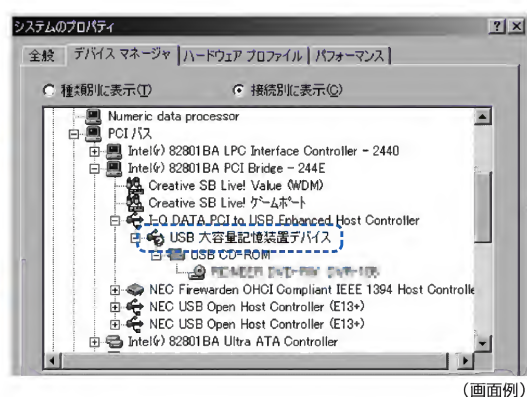 システムのプロパティ
全般 デバイス マネージャ ハードウェア プロファイル パフォーマンス
種類別に表示(T) 接続別に表示(C)
Numeric data processor
PCI バス
Intel(r) 82801BA LPC Interface Controller - 2440
Intel(r) 82801BA PCI Bridge - 244E
Creative SB Live! Value (WDM)
Creative SB Live! ゲームポート
I-O DATA PCI to USB Enhanced Host Controller
USB 大容量記憶装置デバイス
USB CD-ROM
NEC Firewarden OHCI Compliant IEEE 1394 Host Controlle
NEC USB Open Host Controller (E13+)
NEC USB Open Host Controller (E13+)
Intel(r) 82801BA Ultra ATA Controller
(画面例)